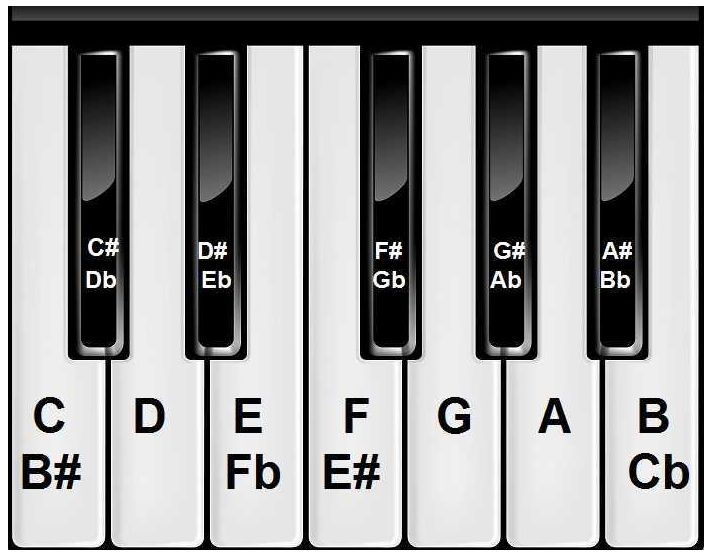 C# D# F# G# A#
Db Eb Gb Ab Bb
C D E F G A B
B# Fb E# Cb